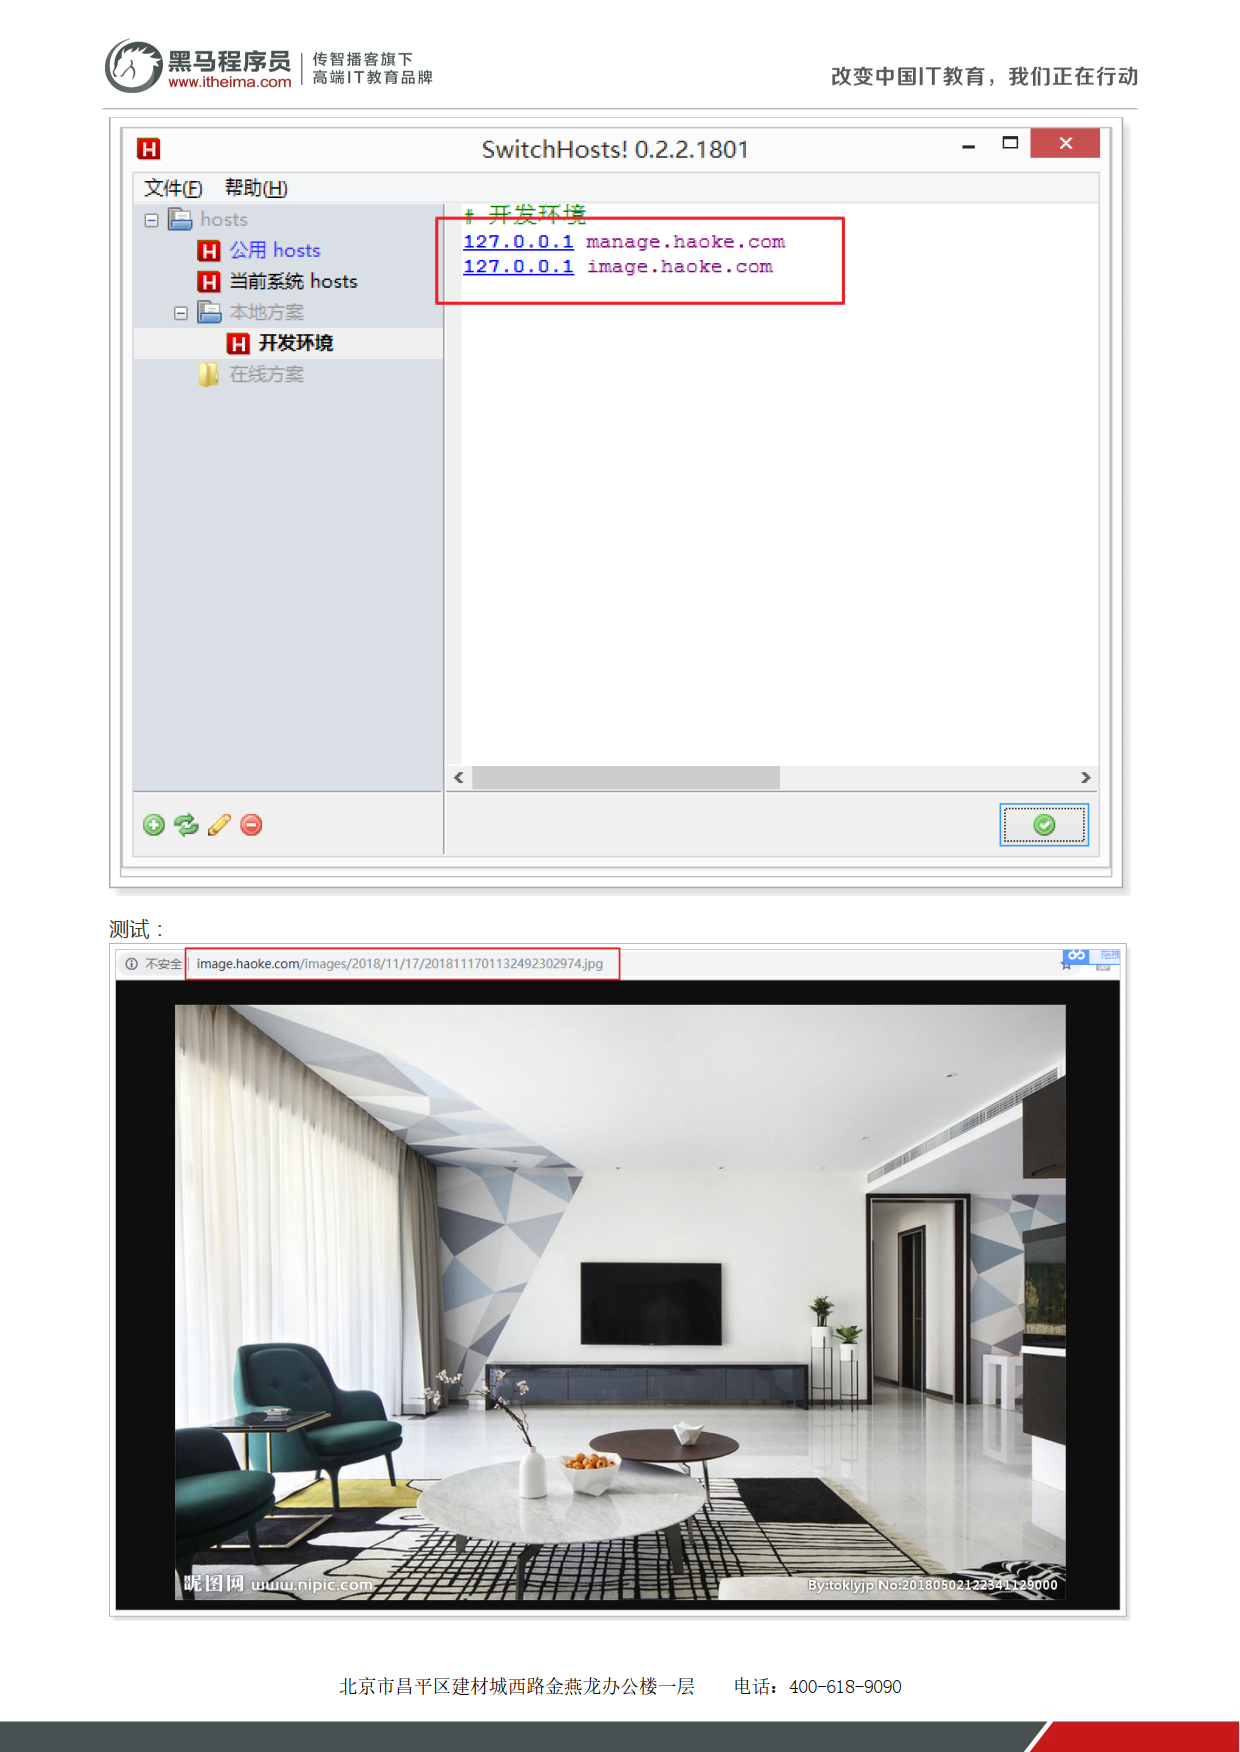 黑马程序员
www.itheima.com
传智播客旗下
高端IT教育品牌
改变中国IT教育，我们正在行动
SwitchHosts! 0.2.2.1801
文件(F) 帮助(H)
hosts
公用 hosts
当前系统 hosts
本地方案
开发环境
在线方案
# 开发环境
127.0.0.1 manage.haoke.com
127.0.0.1 image.haoke.com
测试：
不安全 image.haoke.com/images/2018/11/17/2018111701132492302974.jpg
拖拽
昵图网 www.nipic.com
By:toklyjp No:20180502122341129000
北京市昌平区建材城西路金燕龙办公楼一层 电话：400-618-9090